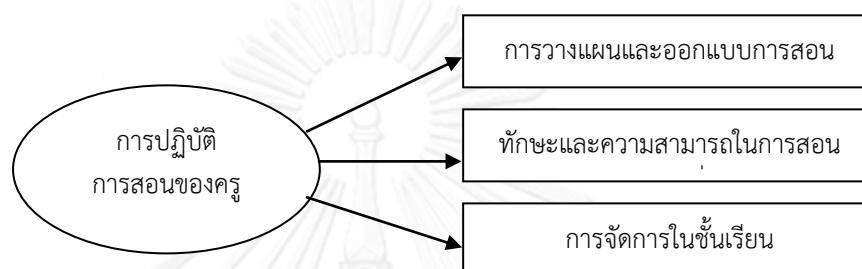 การปฏิบัติ
การสอนของครู
การวางแผนและออกแบบการสอน
ทักษะและความสามารถในการสอน
การจัดการในชั้นเรียน